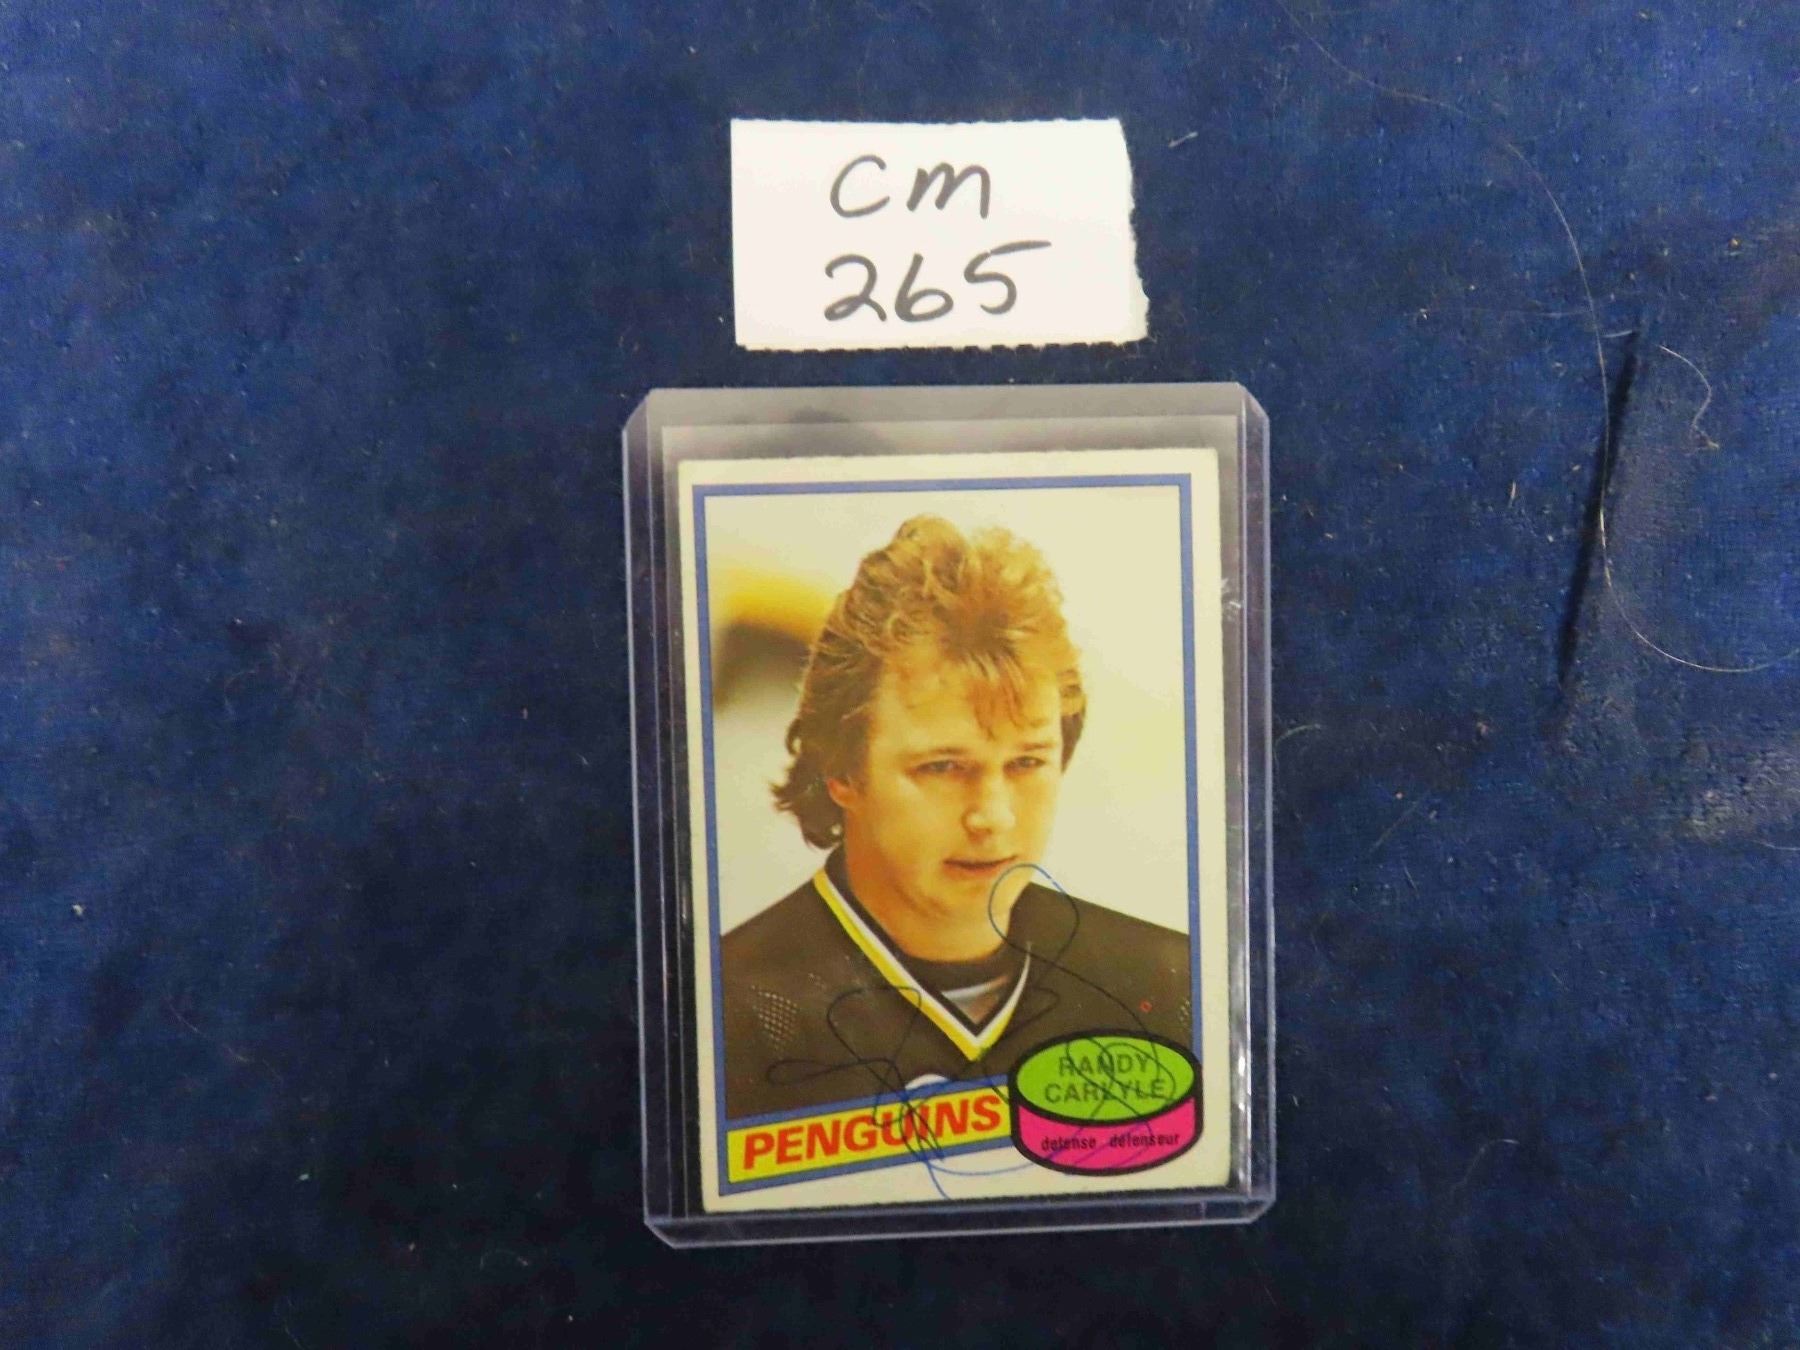 cm
265
PENGUINS
RANDY
CARLYLE
defense défenseur